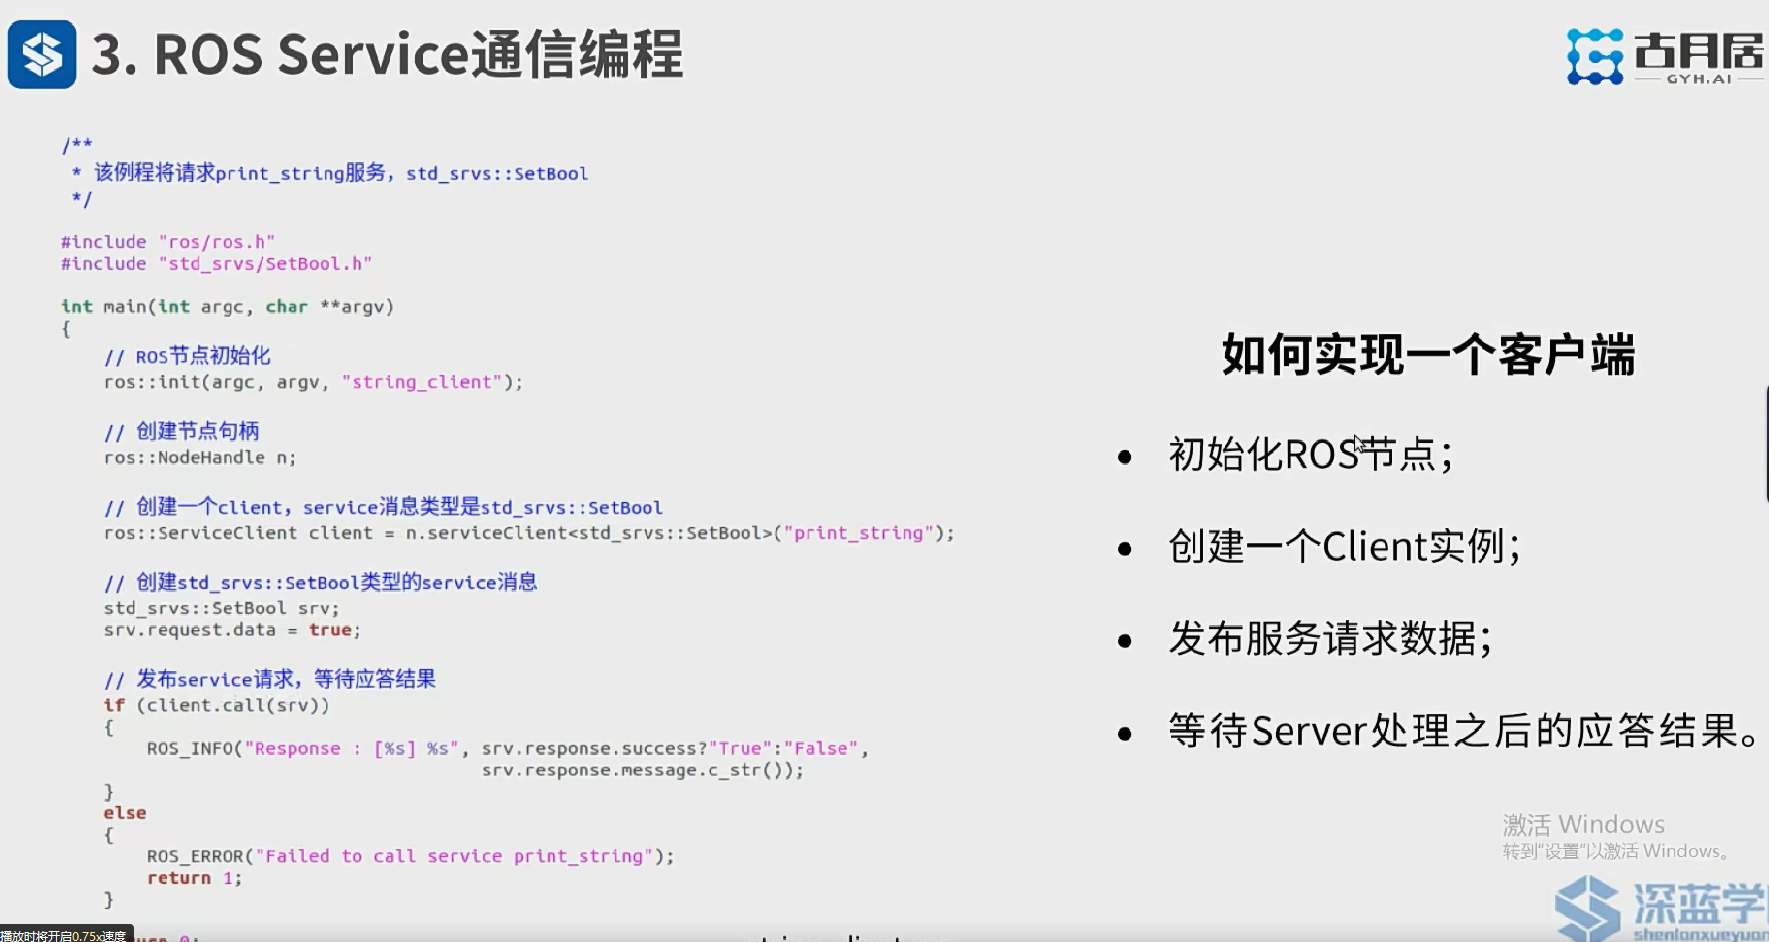 3. ROS Service通信编程
古月居
GYH.AI
/**
 * 该例程将请求print_string服务，std_srvs::SetBool
 */
#include "ros/ros.h"
#include "std_srvs/SetBool.h"
int main(int argc, char **argv)
{
    // ROS节点初始化
    ros::init(argc, argv, "string_client");
    // 创建节点句柄
    ros::NodeHandle n;
    // 创建一个client，service消息类型是std_srvs::SetBool
    ros::ServiceClient client = n.serviceClient<std_srvs::SetBool>("print_string");
    // 创建std_srvs::SetBool类型的service消息
    std_srvs::SetBool srv;
    srv.request.data = true;
    // 发布service请求，等待应答结果
    if (client.call(srv))
    {
        ROS_INFO("Response : [%s] %s", srv.response.success?"True":"False",
                                       srv.response.message.c_str());
    }
    else
    {
        ROS_ERROR("Failed to call service print_string");
        return 1;
    }
如何实现一个客户端
• 初始化ROS节点；
• 创建一个Client实例；
• 发布服务请求数据；
• 等待Server处理之后的应答结果。
激活 Windows
转到"设置"以激活 Windows。
深蓝学
shenlanxueyuan
播放时将开启0.75x速度